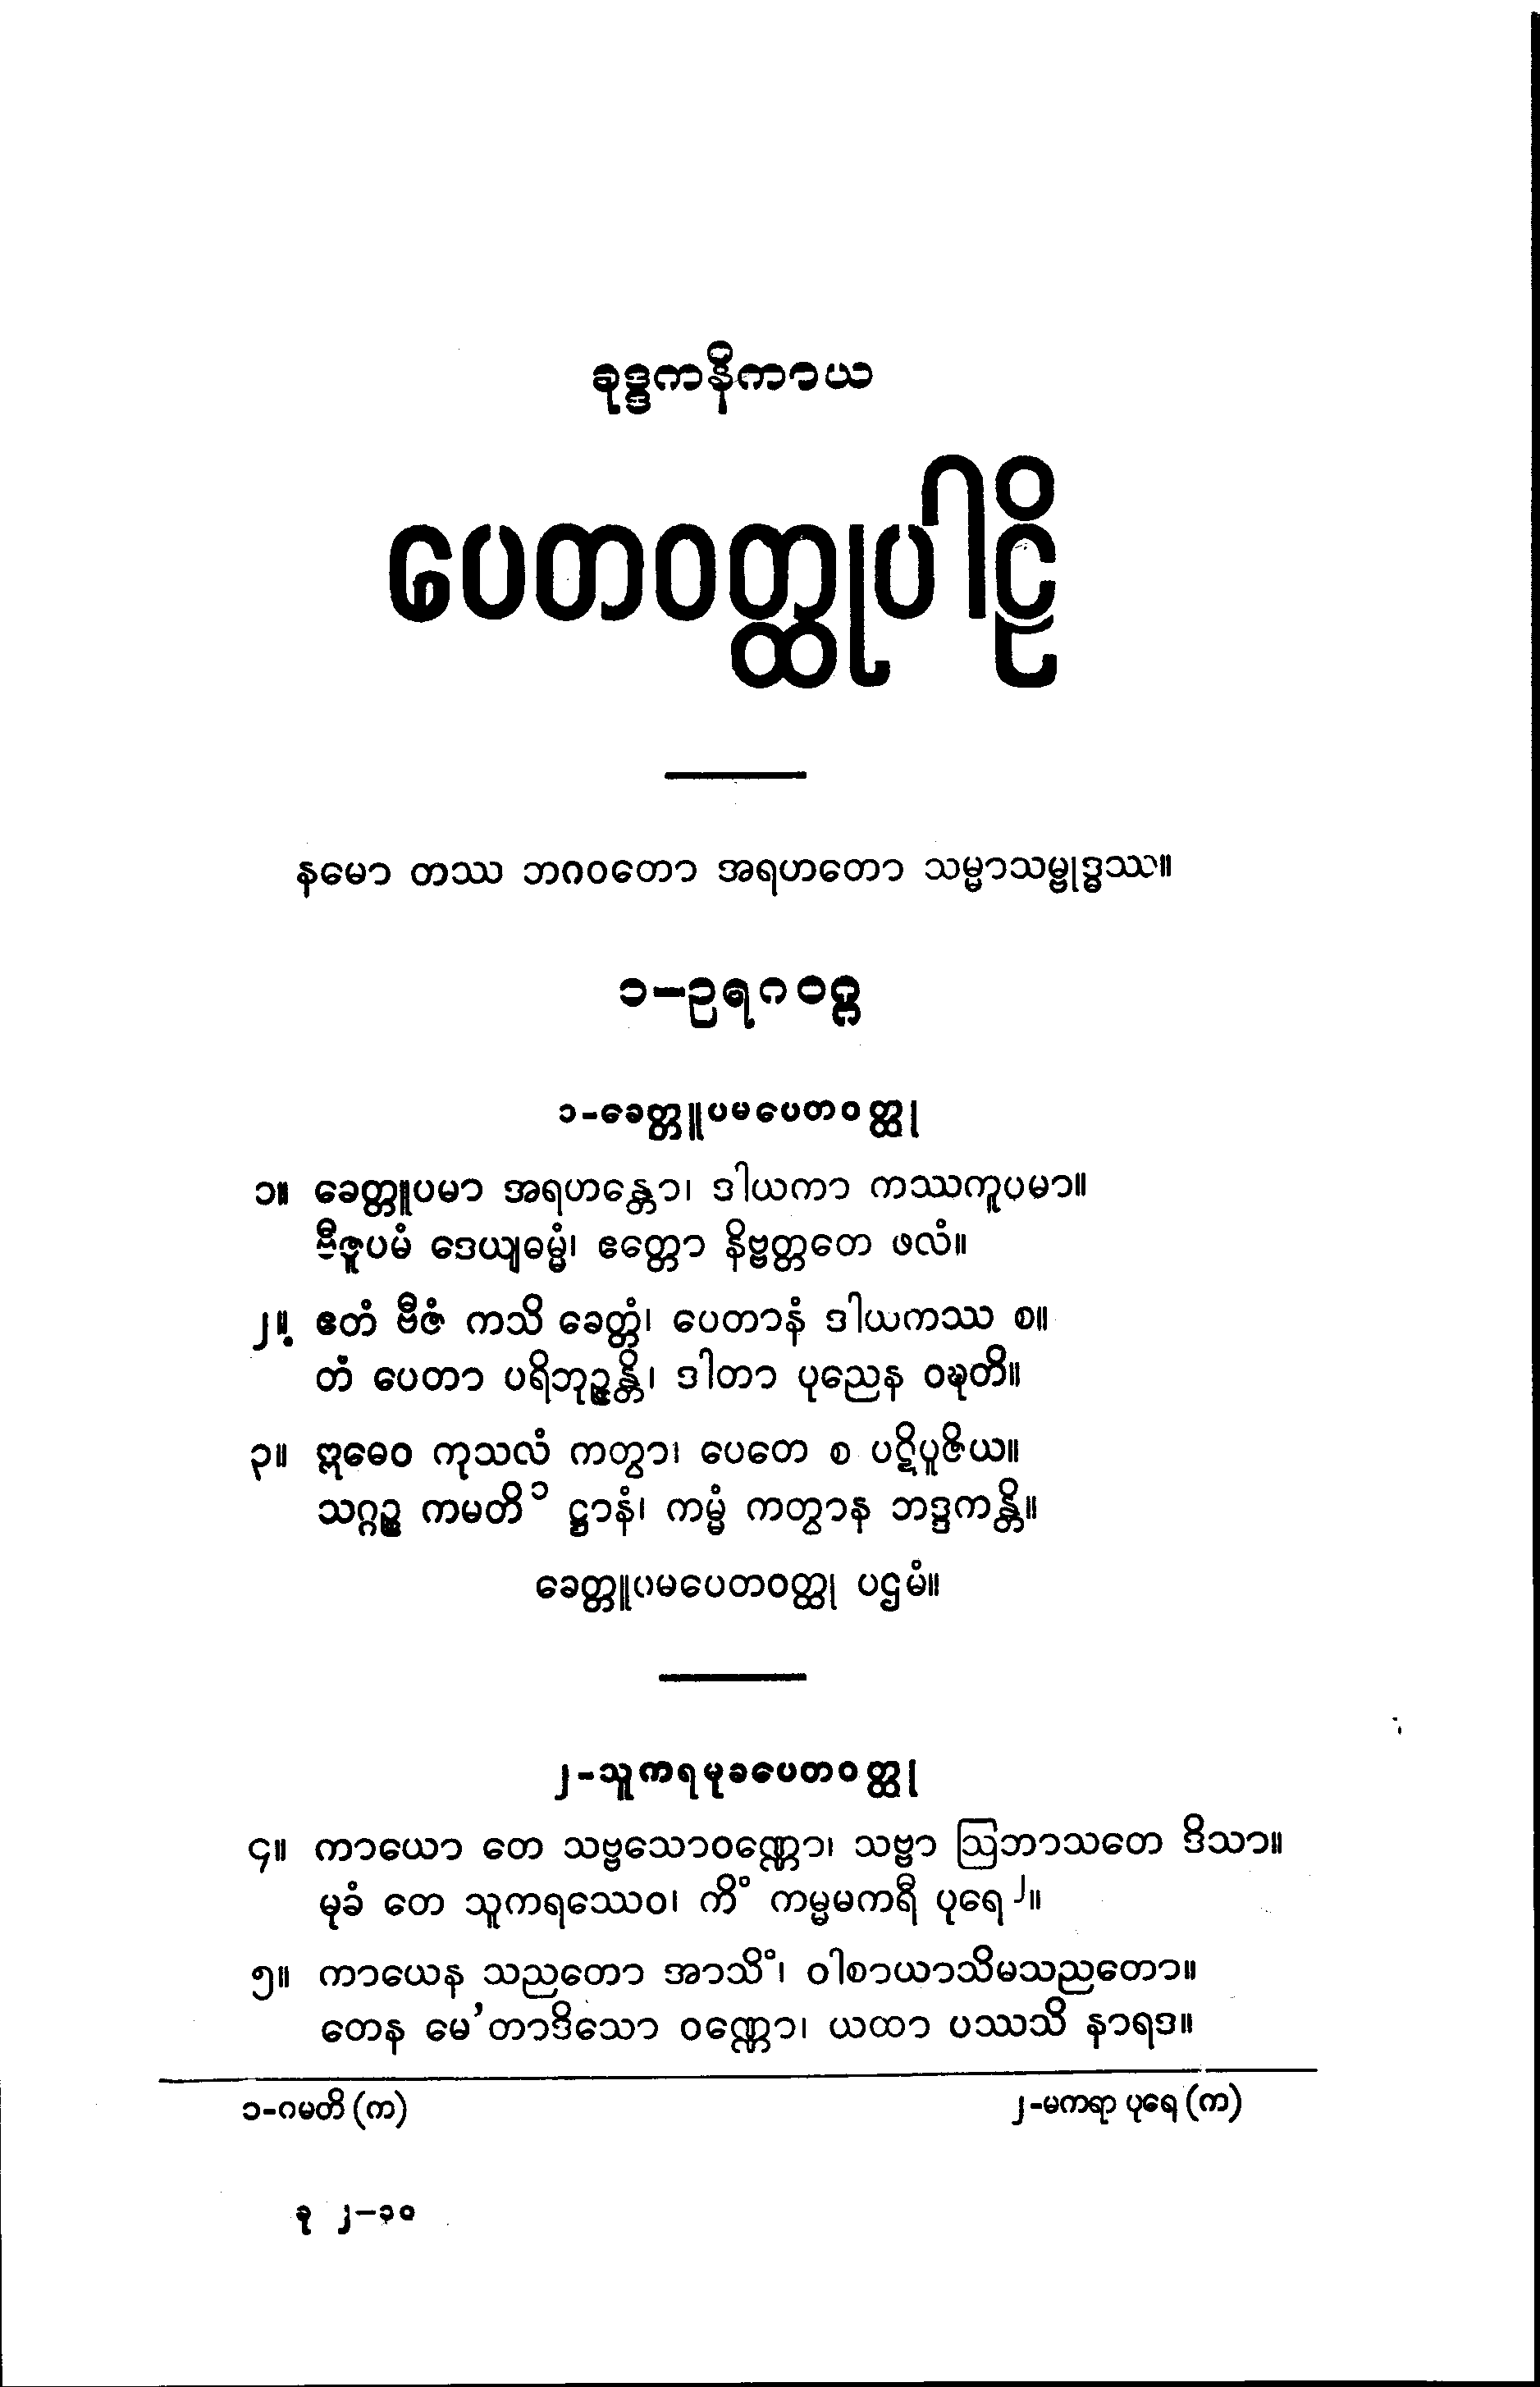 ခုဒ္ဒကနိကာယ
ပေတဝတ္ထုပါဠိ
နမော တဿ ဘဂဝတော အရဟတော သမ္မာသမ္ဗုဒ္ဓဿ။
၁–ဥရဂဝဂ္ဂ
၁-ခေတ္တူပမပေတဝတ္ထု
၁။ ခေတ္တူပမာ အရဟန္တော၊ ဒါယကာ ကဿကူပမာ။
ဗီဇူပမံ ဒေယျဓမ္မံ၊ ဧတ္တော နိဗ္ဗတ္တတေ ဖလံ။
၂။ ဧတံ ဗီဇံ ကသိ ခေတ္တံ၊ ပေတာနံ ဒါယကဿ စ။
တံ ပေတာ ပရိဘုဉ္ဇန္တိ၊ ဒါတာ ပုညေန ဝဍ္ဎတိ။
၃။ ဣဓေဝ ကုသလံ ကတွာ၊ ပေတေ စ ပဋိပူဇိယ။
သဂ္ဂဉ္စ ကမတိ ၁ ဋ္ဌာနံ၊ ကမ္မံ ကတွာန ဘဒ္ဒကန္တိ။
ခေတ္တူပမပေတဝတ္ထု ပဌမံ။
၂-သူကရမုခပေတဝတ္ထု
၄။ ကာယော တေ သဗ္ဗသောဝဏ္ဏော၊ သဗ္ဗာ ဩဘာသတေ ဒိသာ။
မုခံ တေ သူကရဿေဝ၊ ကိံ ကမ္မမကရီ ပုရေ ၂။
၅။ ကာယေန သညတော အာသိံ၊ ဝါစာယာသိမသညတော။
တေန မေ’တာဒိသော ဝဏ္ဏော၊ ယထာ ပဿသိ နာရဒ။
၁-ဂမတိ (က) ၂-မကရာ ပုရေ (က)
ခု ၂–၁၀